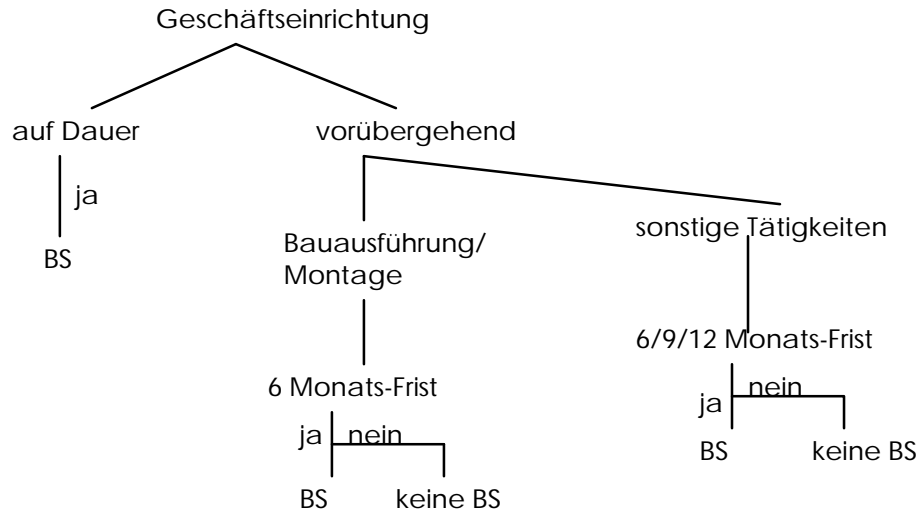 Geschäftseinrichtung
auf Dauer
vorübergehend
ja
BS
Bauausführung/
Montage
sonstige Tätigkeiten
6 Monats-Frist
6/9/12 Monats-Frist
ja
nein
BS
keine BS
ja
nein
BS
keine BS